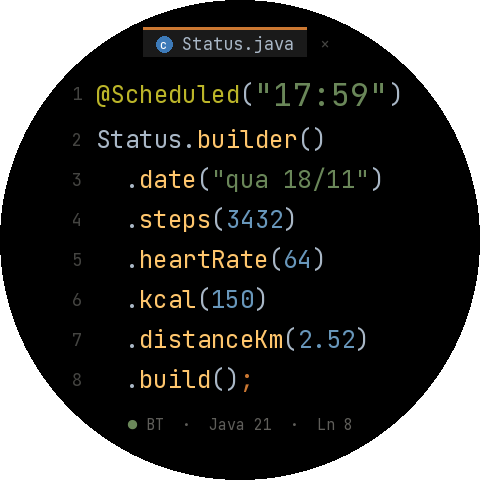 c Status.java ×
1 @Scheduled("17:59")
2 Status.builder()
3 .date("qua 18/11")
4 .steps(3432)
5 .heartRate(64)
6 .kcal(150)
7 .distanceKm(2.52)
8 .build();
BT · Java 21 · Ln 8